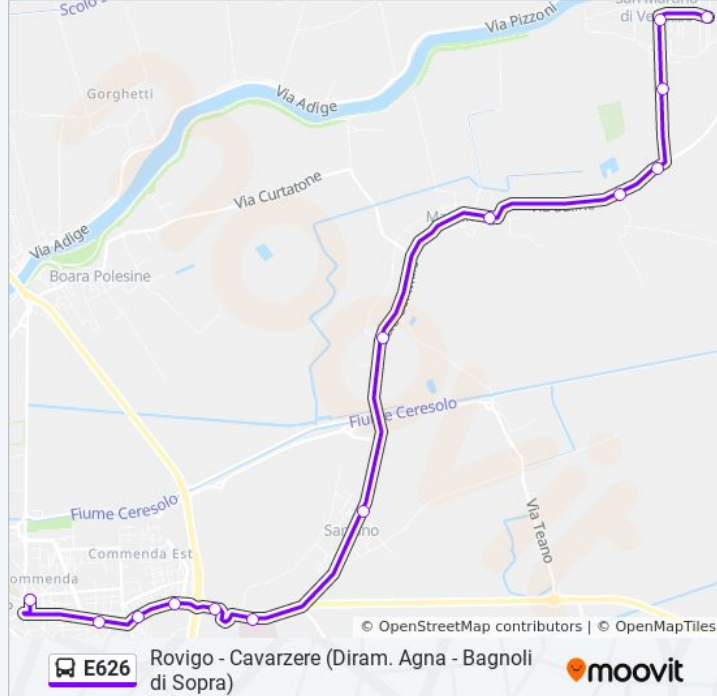 Scolo
San Martino
di Ve
Via Pizzoni
Gorghetti
Via Adige
Via Curtatone
Via Adige
Boara Polesine
Fiume Ceresolo
Fiume Ceresolo
Via Teano
Commenda Est
ommenda
© OpenStreetMap contributors | © OpenMapTiles
E626
Rovigo - Cavarzere (Diram. Agna - Bagnoli
di Sopra)
moovit